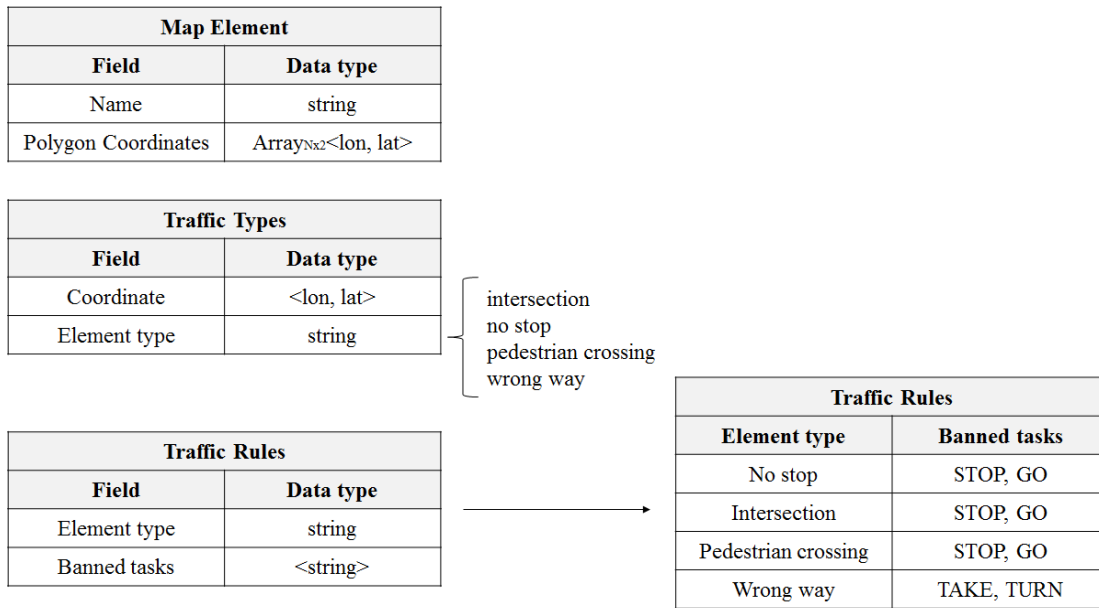 Map Element
Field Data type
Name string
Polygon Coordinates Array_Nx2<lon, lat>
Traffic Types
Field Data type
Coordinate <lon, lat>
Element type string
intersection
no stop
pedestrian crossing
wrong way
Traffic Rules
Field Data type
Element type string
Banned tasks <string>
Traffic Rules
Element type Banned tasks
No stop STOP, GO
Intersection STOP, GO
Pedestrian crossing STOP, GO
Wrong way TAKE, TURN